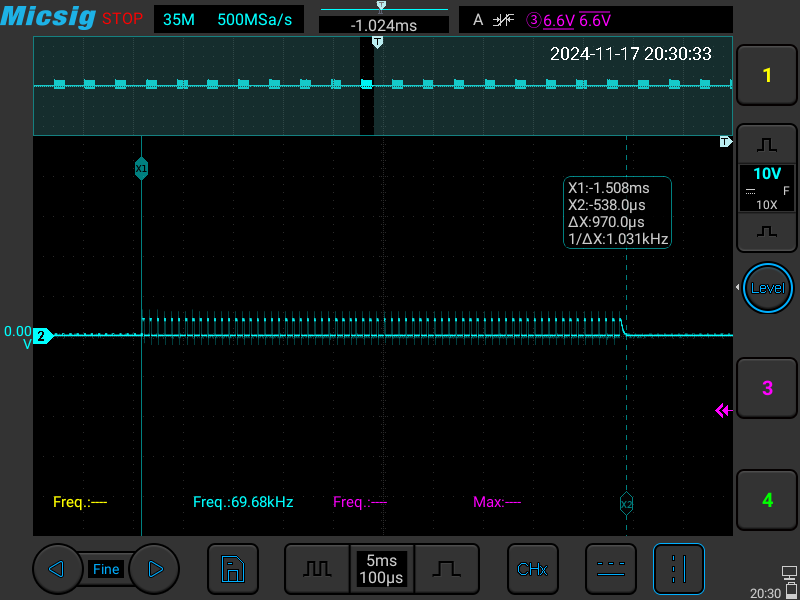 Micsig STOP 35M 500MSa/s T -1.024ms A 3 6.6V 6.6V
T
2024-11-17 20:30:33
1
T
X1
10V
F
10X
X1:-1.508ms
X2:-538.0µs
ΔX:970.0µs
1/ΔX:1.031kHz
Level
0.00
V
2
3
Freq.:---- Freq.:69.68kHz Freq.:---- Max:----
X2
4
Fine
5ms
100µs
CHx
20:30